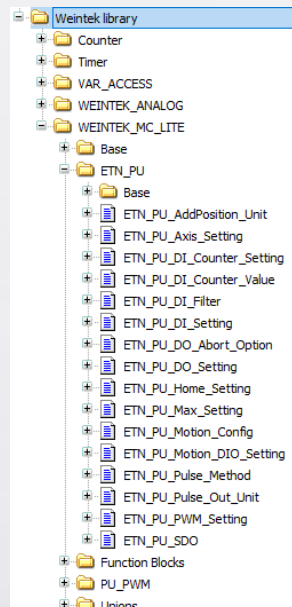 Weintek library
Counter
Timer
VAR_ACCESS
WEINTEK_ANALOG
WEINTEK_MC_LITE
Base
ETN_PU
Base
ETN_PU_AddPosition_Unit
ETN_PU_Axis_Setting
ETN_PU_DI_Counter_Setting
ETN_PU_DI_Counter_Value
ETN_PU_DI_Filter
ETN_PU_DI_Setting
ETN_PU_DO_Abort_Option
ETN_PU_DO_Setting
ETN_PU_Home_Setting
ETN_PU_Max_Setting
ETN_PU_Motion_Config
ETN_PU_Motion_DIO_Setting
ETN_PU_Pulse_Method
ETN_PU_Pulse_Out_Unit
ETN_PU_PWM_Setting
ETN_PU_SDO
Function Blocks
PU_PWM
Unions